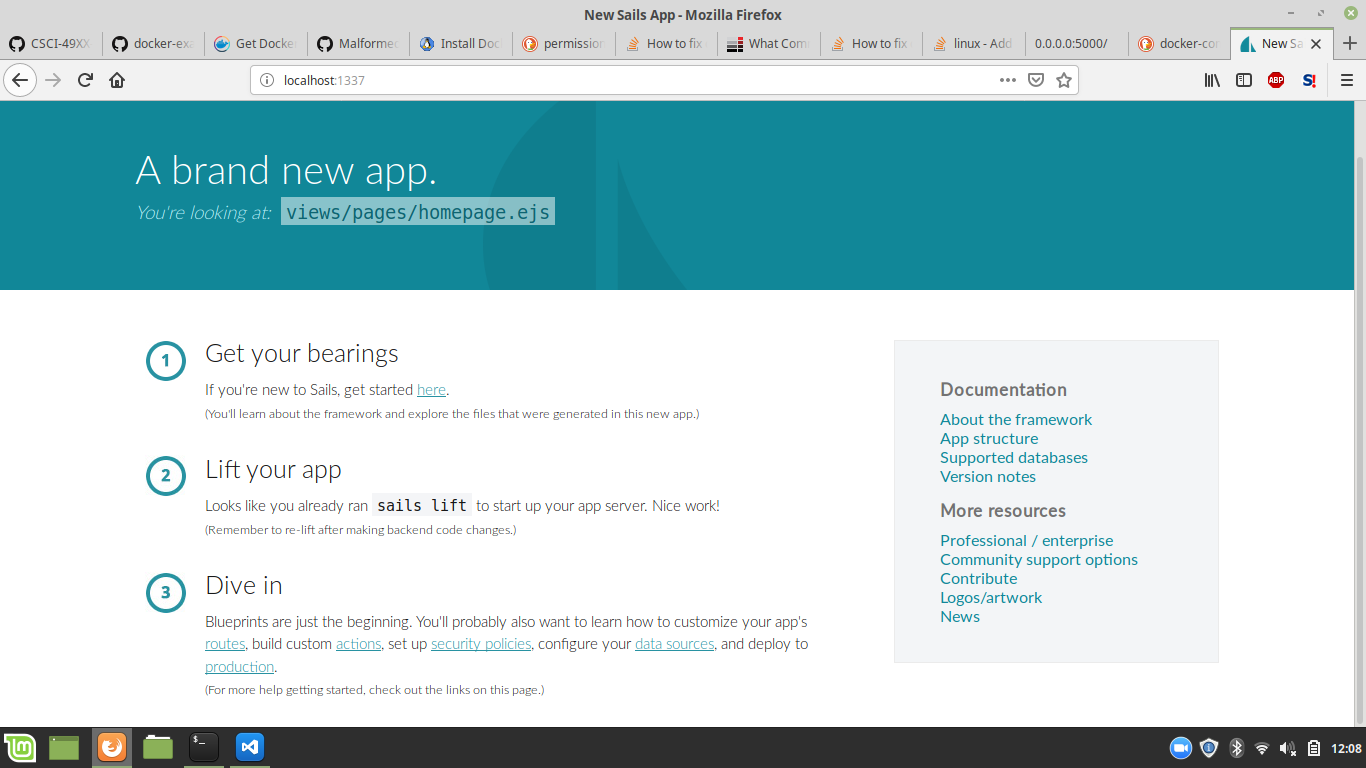 New Sails App - Mozilla Firefox
CSCI-49XX
docker-exa
Get Docker
Malformed
Install Doc
permission
How to fix
What Com
How to fix
linux - Add
0.0.0.0:5000/
docker-con
New Sa
localhost:1337
ABP
S!
A brand new app.
You're looking at: views/pages/homepage.ejs
1
Get your bearings
If you're new to Sails, get started here.
(You'll learn about the framework and explore the files that were generated in this new app.)
2
Lift your app
Looks like you already ran sails lift to start up your app server. Nice work!
(Remember to re-lift after making backend code changes.)
3
Dive in
Blueprints are just the beginning. You'll probably also want to learn how to customize your app's
routes, build custom actions, set up security policies, configure your data sources, and deploy to
production.
(For more help getting started, check out the links on this page.)
Documentation
About the framework
App structure
Supported databases
Version notes
More resources
Professional / enterprise
Community support options
Contribute
Logos/artwork
News
12:08